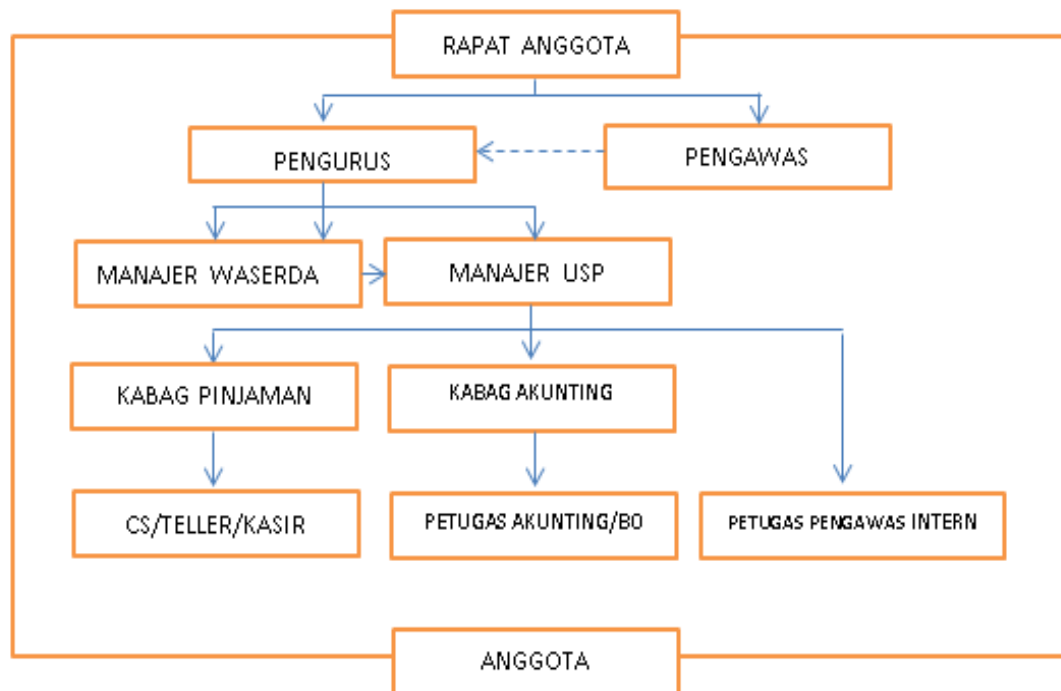 RAPAT ANGGOTA
PENGURUS
PENGAWAS
MANAJER WASERDA
MANAJER USP
KABAG PINJAMAN
KABAG AKUNTING
CS/TELLER/KASIR
PETUGAS AKUNTING/BO
PETUGAS PENGAWAS INTERN
ANGGOTA